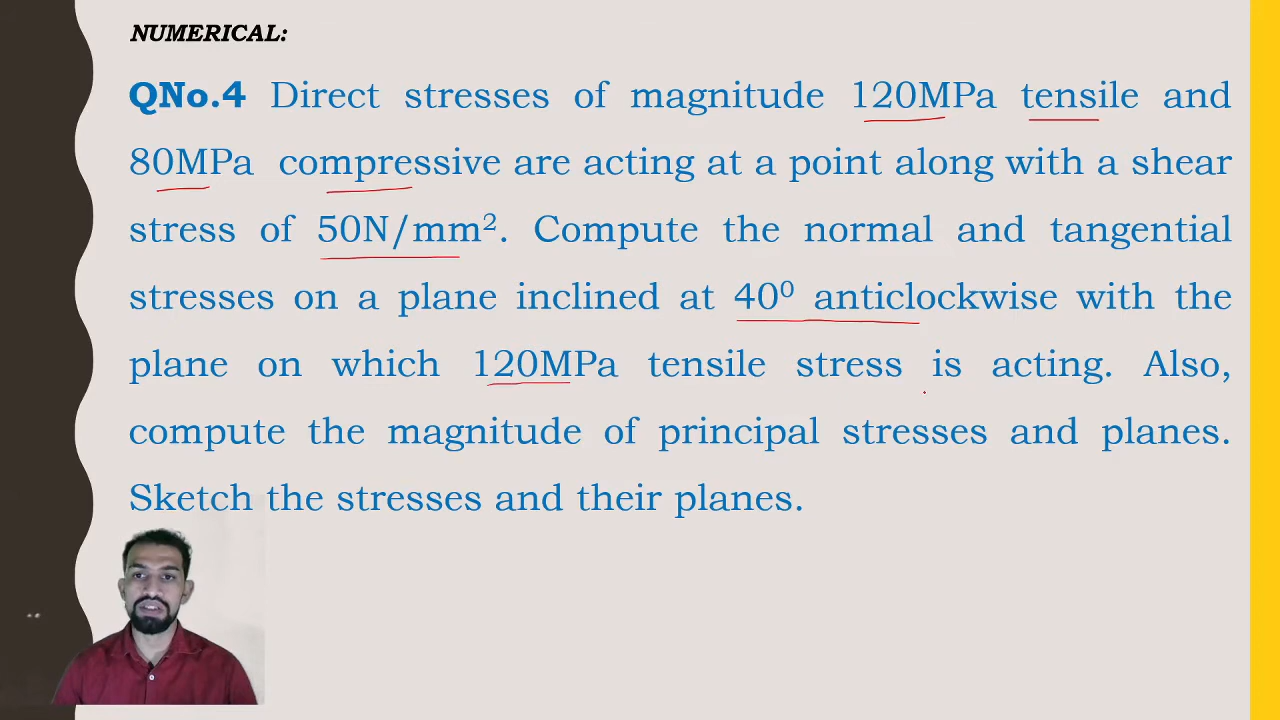 NUMERICAL:
QNo.4 Direct stresses of magnitude 120MPa tensile and
80MPa compressive are acting at a point along with a shear
stress of 50N/mm². Compute the normal and tangential
stresses on a plane inclined at 40⁰ anticlockwise with the
plane on which 120MPa tensile stress is acting. Also,
compute the magnitude of principal stresses and planes.
Sketch the stresses and their planes.